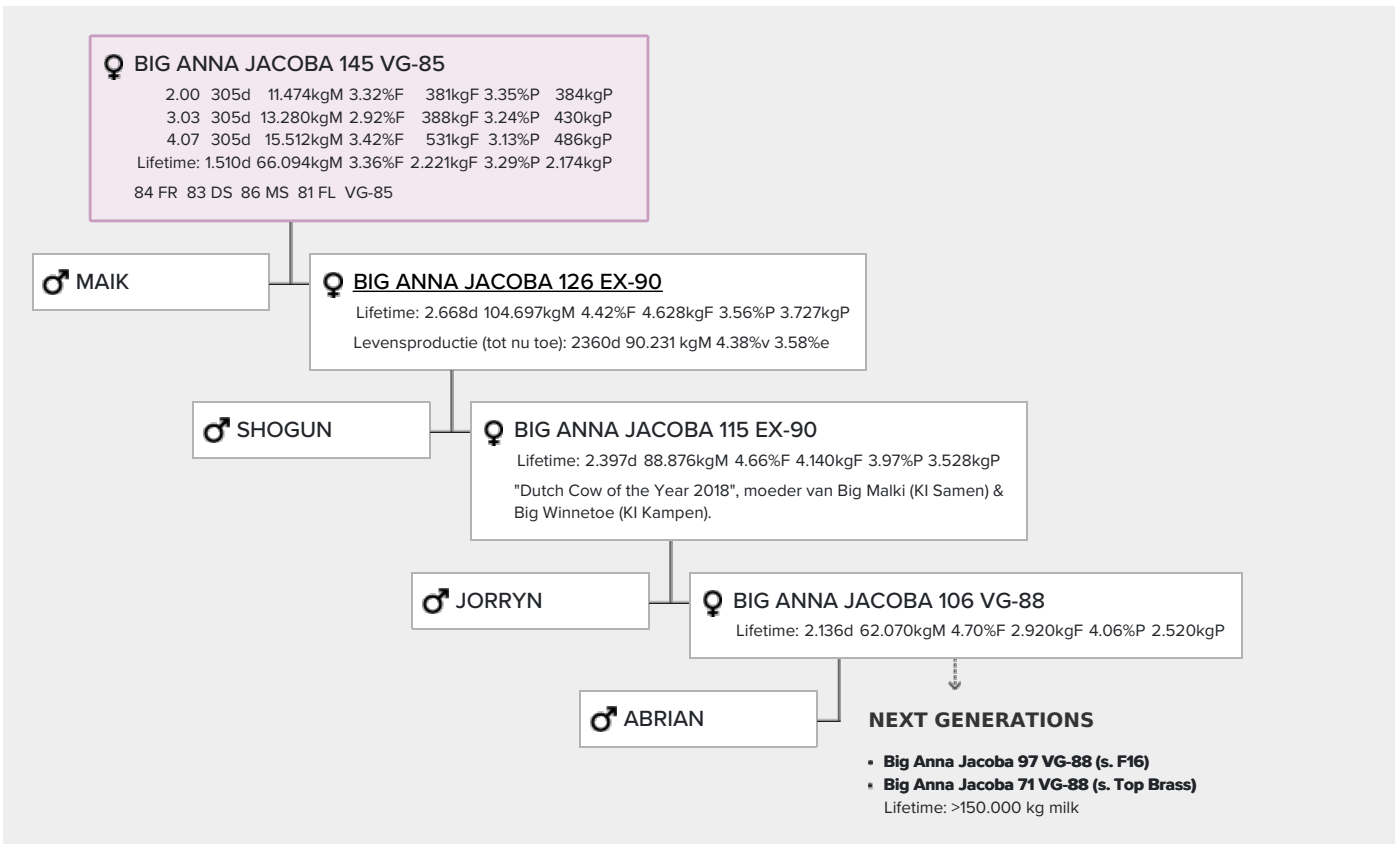 BIG ANNA JACOBA 145 VG-85
2.00 305d 11.474kgM 3.32%F 381kgF 3.35%P 384kgP
3.03 305d 13.280kgM 2.92%F 388kgF 3.24%P 430kgP
4.07 305d 15.512kgM 3.42%F 531kgF 3.13%P 486kgP
Lifetime: 1.510d 66.094kgM 3.36%F 2.221kgF 3.29%P 2.174kgP
84 FR 83 DS 86 MS 81 FL VG-85
MAIK
BIG ANNA JACOBA 126 EX-90
Lifetime: 2.668d 104.697kgM 4.42%F 4.628kgF 3.56%P 3.727kgP
Levensproductie (tot nu toe): 2360d 90.231 kgM 4.38%v 3.58%e
SHOGUN
BIG ANNA JACOBA 115 EX-90
Lifetime: 2.397d 88.876kgM 4.66%F 4.140kgF 3.97%P 3.528kgP
"Dutch Cow of the Year 2018", moeder van Big Malki (KI Samen) &
Big Winnetoe (KI Kampen).
JORRYN
BIG ANNA JACOBA 106 VG-88
Lifetime: 2.136d 62.070kgM 4.70%F 2.920kgF 4.06%P 2.520kgP
ABRIAN
NEXT GENERATIONS
Big Anna Jacoba 97 VG-88 (s. F16)
Big Anna Jacoba 71 VG-88 (s. Top Brass)
Lifetime: >150.000 kg milk